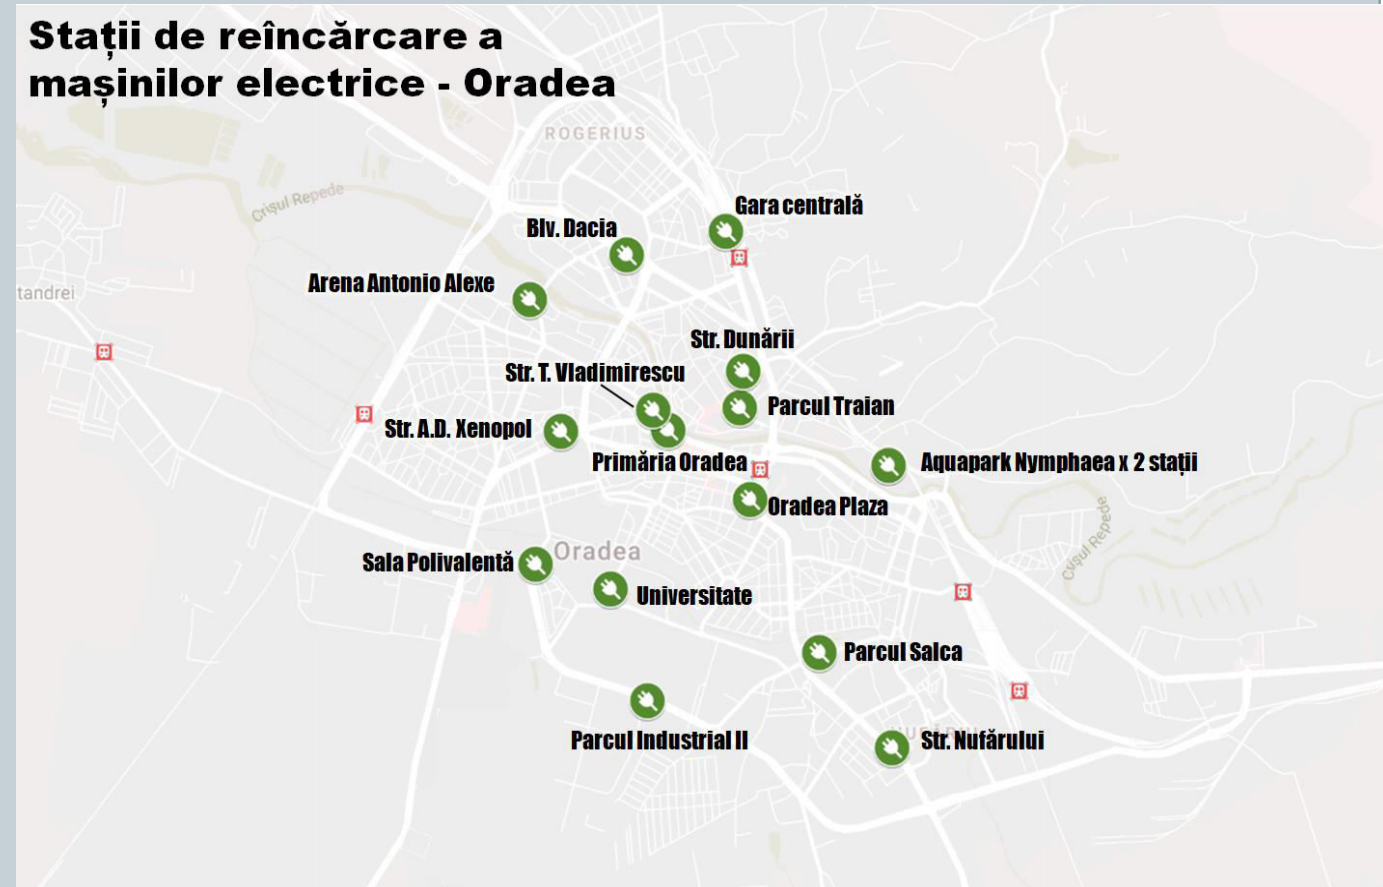 Stații de reîncărcare a
mașinilor electrice - Oradea
ROGERIUS
Crișul Repede
Gara centrală
Blv. Dacia
Arena Antonio Alexe
tandrei
Str. Dunării
Str. T. Vladimirescu
Parcul Traian
Str. A.D. Xenopol
Primăria Oradea
Aquapark Nymphaea x 2 stații
Oradea Plaza
Crișul Repede
Oradea
Sala Polivalentă
Universitate
Parcul Salca
Parcul Industrial II
Str. Nufărului